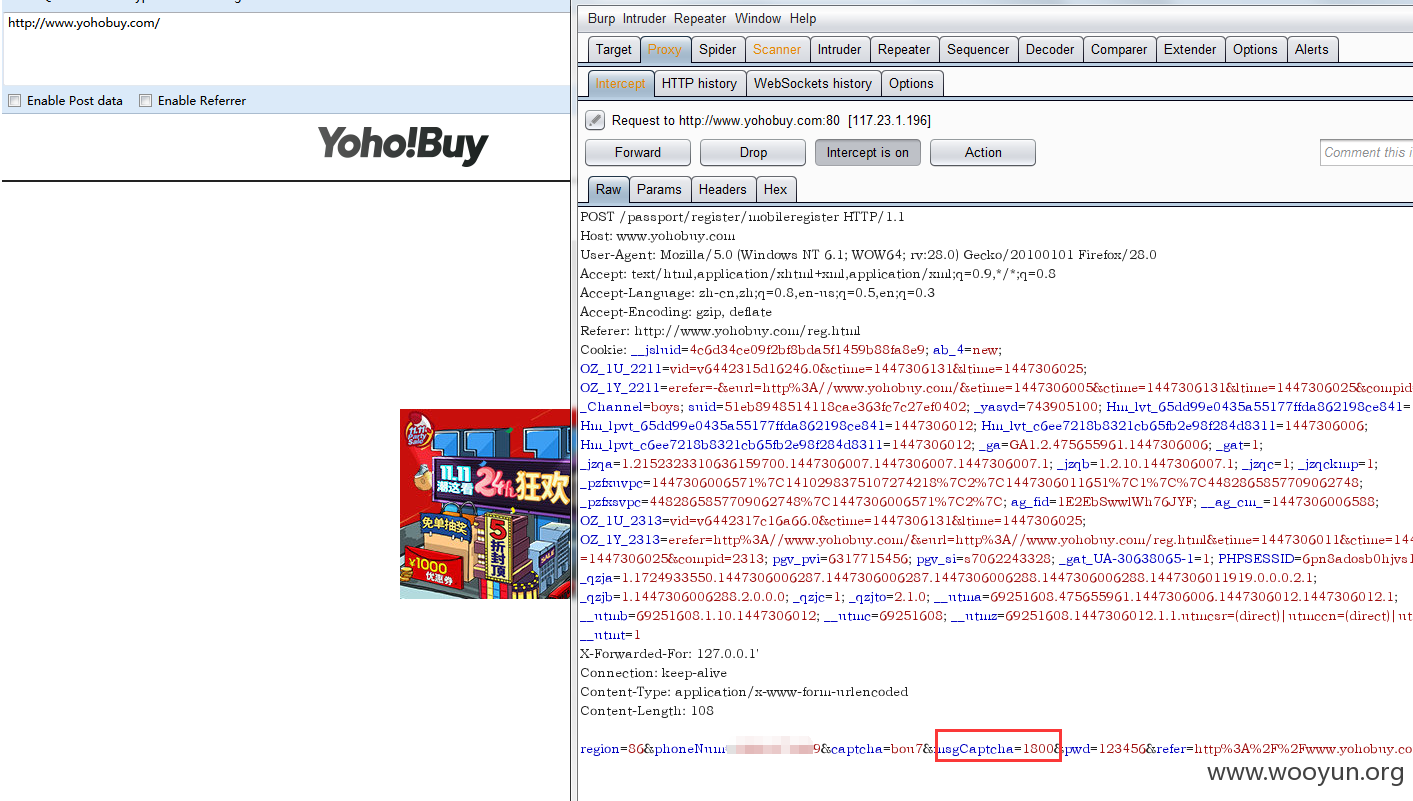 http://www.yohobuy.com/
Enable Post data Enable Referrer
Yoho!Buy
11.11
潮这看
24h
狂欢
免单抽奖
5折封顶
¥1000
优惠券
Burp Intruder Repeater Window Help
Target Proxy Spider Scanner Intruder Repeater Sequencer Decoder Comparer Extender Options Alerts
Intercept HTTP history WebSockets history Options
Request to http://www.yohobuy.com:80 [117.23.1.196]
Forward Drop Intercept is on Action Comment this i
Raw Params Headers Hex
POST /passport/register/mobileregister HTTP/1.1
Host: www.yohobuy.com
User-Agent: Mozilla/5.0 (Windows NT 6.1; WOW64; rv:28.0) Gecko/20100101 Firefox/28.0
Accept: text/html,application/xhtml+xml,application/xml;q=0.9,*/*;q=0.8
Accept-Language: zh-cn,zh;q=0.8,en-us;q=0.5,en;q=0.3
Accept-Encoding: gzip, deflate
Referer: http://www.yohobuy.com/reg.html
Cookie: __jsluid=4c6d34ce09f2bf8bda5f1459b88fa8e9; ab_4=new;
OZ_1U_2211=vid=v6442315d16246.0&ctime=1447306131&ltime=1447306025;
OZ_1Y_2211=erefer=-&eurl=http%3A//www.yohobuy.com/&etime=1447306005&ctime=1447306131&ltime=1447306025&compid
_Channel=boys; suid=51eb8948514118cae363fc7c27ef0402; _yasvd=743905100; Hm_lvt_65dd99e0435a55177ffda862198ce841=
Hm_lpvt_65dd99e0435a55177ffda862198ce841=1447306012; Hm_lvt_c6ee7218b8321cb65fb2e98f284d8311=1447306006;
Hm_lpvt_c6ee7218b8321cb65fb2e98f284d8311=1447306012; _ga=GA1.2.475655961.1447306006; _gat=1;
_jzqa=1.2152323310636159700.1447306007.1447306007.1447306007.1; _jzqb=1.2.10.1447306007.1; _jzqc=1; _jzqckmp=1;
_pzfxuvpc=1447306006571%7C1410298375107274218%7C2%7C1447306011651%7C1%7C%7C4482865857709062748;
_pzfxsvpc=4482865857709062748%7C1447306006571%7C2%7C; ag_fid=1E2EbSwwlWh76JYF; __ag_cm_=1447306006588;
OZ_1U_2313=vid=v6442317c16a66.0&ctime=1447306131&ltime=1447306025;
OZ_1Y_2313=erefer=http%3A//www.yohobuy.com/&eurl=http%3A//www.yohobuy.com/reg.html&etime=1447306011&ctime=144
=1447306025&compid=2313; pgv_pvi=6317715456; pgv_si=s7062243328; _gat_UA-30638065-1=1; PHPSESSID=6pn8adosb0hjvs1
_qzja=1.1724933550.1447306006287.1447306006287.1447306006288.1447306006288.1447306011919.0.0.0.2.1;
_qzjb=1.1447306006288.2.0.0.0; _qzjc=1; _qzjto=2.1.0; __utma=69251608.475655961.1447306006.1447306012.1447306012.1;
__utmb=69251608.1.10.1447306012; __utmc=69251608; __utmz=69251608.1447306012.1.1.utmcsr=(direct)|utmccn=(direct)|ut
__utmt=1
X-Forwarded-For: 127.0.0.1'
Connection: keep-alive
Content-Type: application/x-www-form-urlencoded
Content-Length: 108
region=86&phoneNum 9&captcha=bou7&msgCaptcha=1800&pwd=123456&refer=http%3A%2F%2Fwww.yohobuy.co
www.wooyun.org